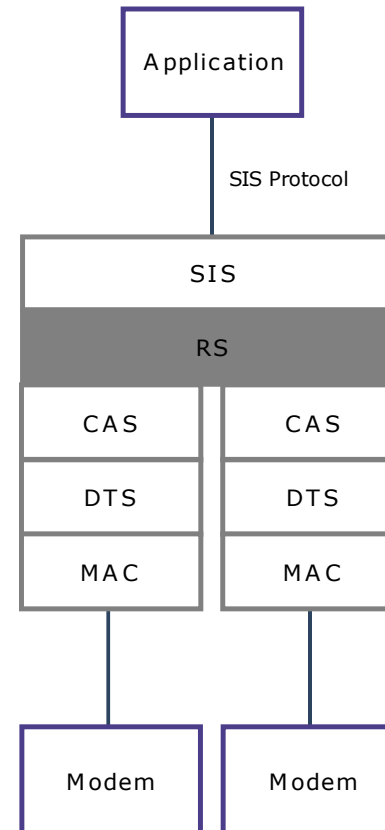 Application
SIS Protocol
SIS
RS
CAS
CAS
DTS
DTS
MAC
MAC
Modem
Modem